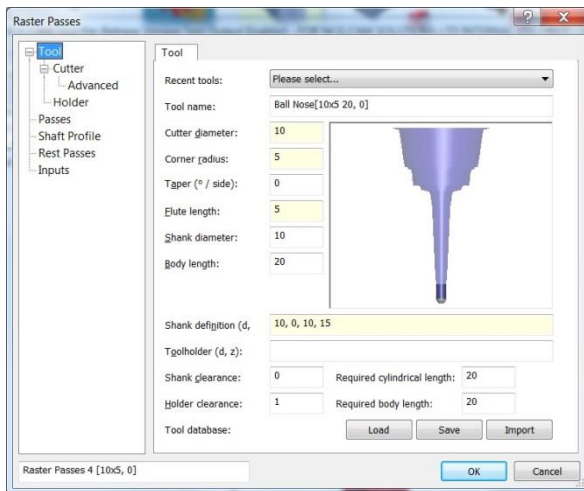 Raster Passes
Tool
Cutter
Advanced
Holder
Passes
Shaft Profile
Rest Passes
Inputs
Tool
Recent tools: Please select...
Tool name: Ball Nose[10x5 20, 0]
Cutter diameter: 10
Corner radius: 5
Taper (º / side): 0
Flute length: 5
Shank diameter: 10
Body length: 20
Shank definition (d, 10, 0, 10, 15
Toolholder (d, z):
Shank clearance: 0 Required cylindrical length: 20
Holder clearance: 1 Required body length: 20
Tool database: Load Save Import
Raster Passes 4 [10x5, 0] OK Cancel